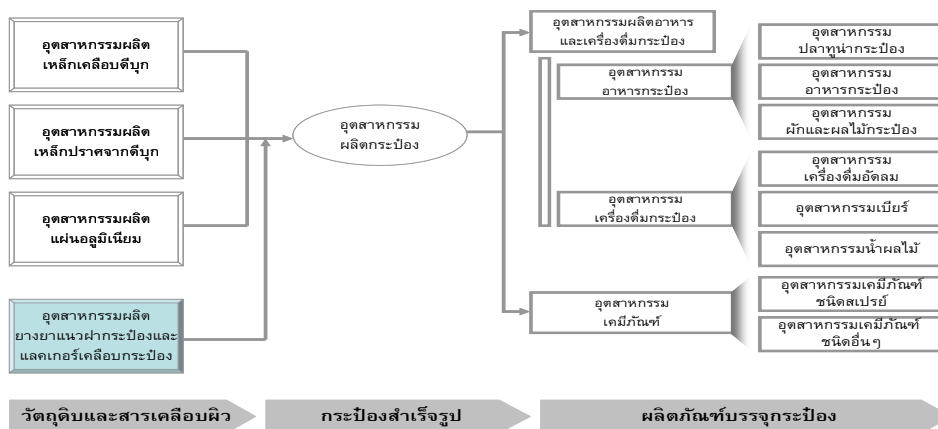 อุตสาหกรรมผลิต
เหล็กเคลือบดีบุก
อุตสาหกรรมผลิต
เหล็กปราศจากดีบุก
อุตสาหกรรมผลิต
แผ่นอลูมิเนียม
อุตสาหกรรมผลิต
ยางยาแนวฝากระป๋องและ
แลคเกอร์เคลือบกระป๋อง
อุตสาหกรรม
ผลิตกระป๋อง
อุตสาหกรรมผลิตอาหาร
และเครื่องดื่มกระป๋อง
อุตสาหกรรม
อาหารกระป๋อง
อุตสาหกรรม
เครื่องดื่มกระป๋อง
อุตสาหกรรม
เคมีภัณฑ์
อุตสาหกรรม
ปลาทูน่ากระป๋อง
อุตสาหกรรม
อาหารกระป๋อง
อุตสาหกรรม
ผักและผลไม้กระป๋อง
อุตสาหกรรม
เครื่องดื่มอัดลม
อุตสาหกรรมเบียร์
อุตสาหกรรมน้ำผลไม้
อุตสาหกรรมเคมีภัณฑ์
ชนิดสเปรย์
อุตสาหกรรมเคมีภัณฑ์
ชนิดอื่นๆ
วัตถุดิบและสารเคลือบผิว
กระป๋องสำเร็จรูป
ผลิตภัณฑ์บรรจุกระป๋อง